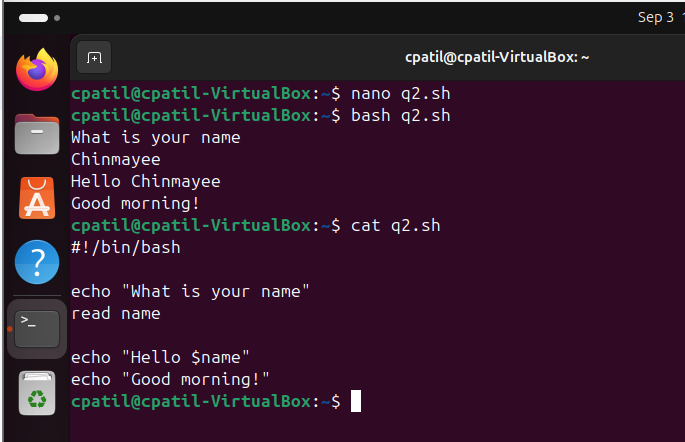 Sep 3
cpatil@cpatil-VirtualBox: ~
cpatil@cpatil-VirtualBox:~$ nano q2.sh
cpatil@cpatil-VirtualBox:~$ bash q2.sh
What is your name
Chinmayee
Hello Chinmayee
Good morning!
cpatil@cpatil-VirtualBox:~$ cat q2.sh
#!/bin/bash
echo "What is your name"
read name
echo "Hello $name"
echo "Good morning!"
cpatil@cpatil-VirtualBox:~$